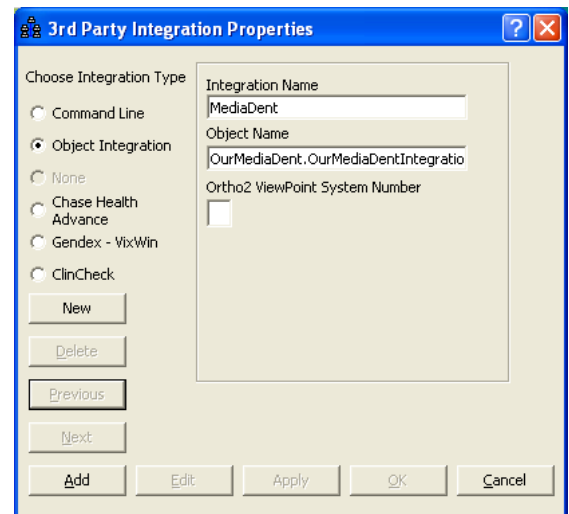 3rd Party Integration Properties
Choose Integration Type
Command Line
Object Integration
None
Chase Health
Advance
Gendex - VixWin
ClinCheck
New
Delete
Previous
Next
Integration Name
MediaDent
Object Name
OurMediaDent.OurMediaDentIntegratio
Ortho2 ViewPoint System Number
Add
Edit
Apply
OK
Cancel